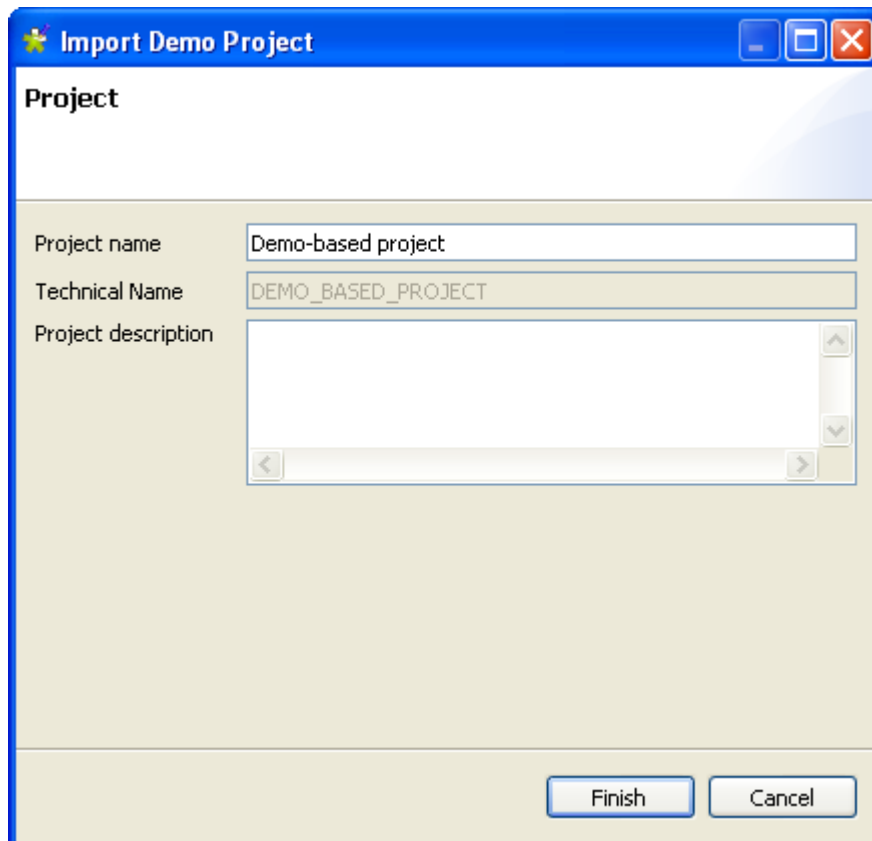 Import Demo Project
Project
Project name
Demo-based project
Technical Name
DEMO_BASED_PROJECT
Project description
Finish
Cancel